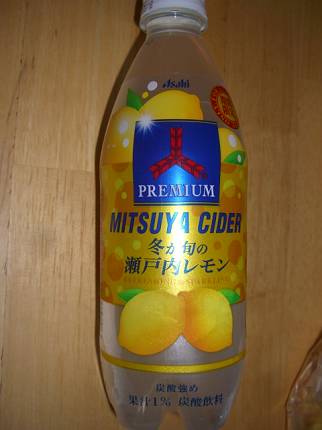 Asahi
PREMIUM
MITSUYA CIDER
冬が旬の
瀬戸内レモン
炭酸強め
果汁1% 炭酸飲料